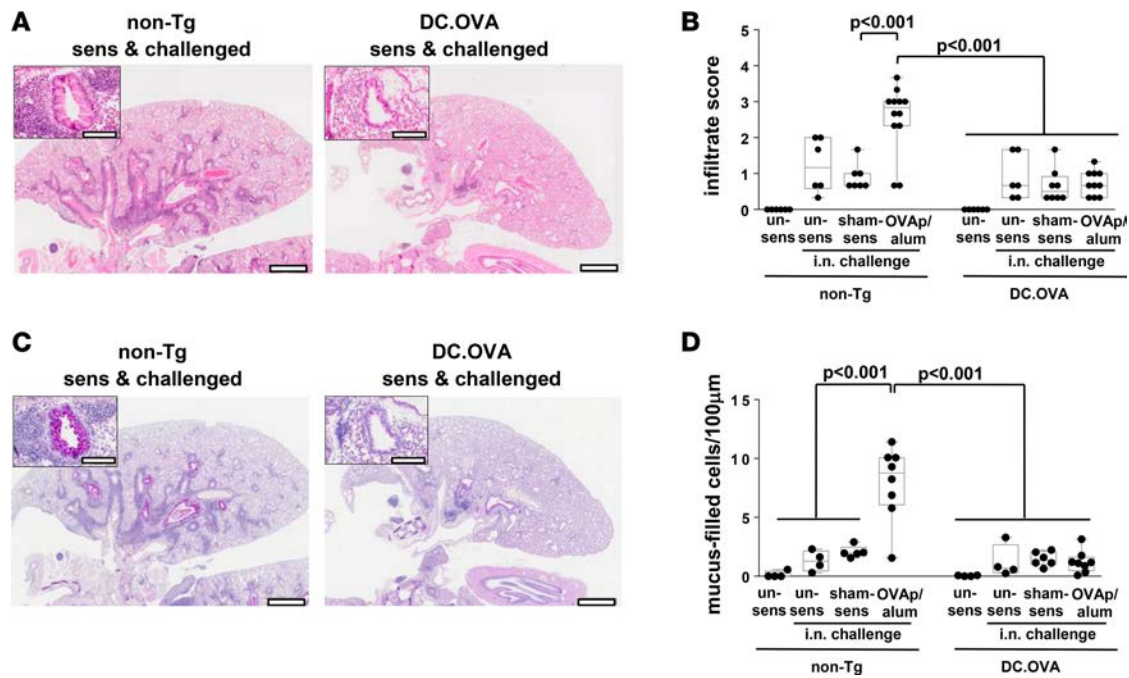 A
non-Tg
sens & challenged
DC.OVA
sens & challenged
B
p<0.001
p<0.001
infiltrate score
5
4
3
2
1
0
un-
sens
un-
sens
sham-
sens
OVAp/
alum
un-
sens
un-
sens
sham-
sens
OVAp/
alum
i.n. challenge
i.n. challenge
non-Tg
DC.OVA
C
non-Tg
sens & challenged
DC.OVA
sens & challenged
D
p<0.001
p<0.001
mucus-filled cells/100µm
15
10
5
0
un-
sens
un-
sens
sham-
sens
OVAp/
alum
un-
sens
un-
sens
sham-
sens
OVAp/
alum
i.n. challenge
i.n. challenge
non-Tg
DC.OVA